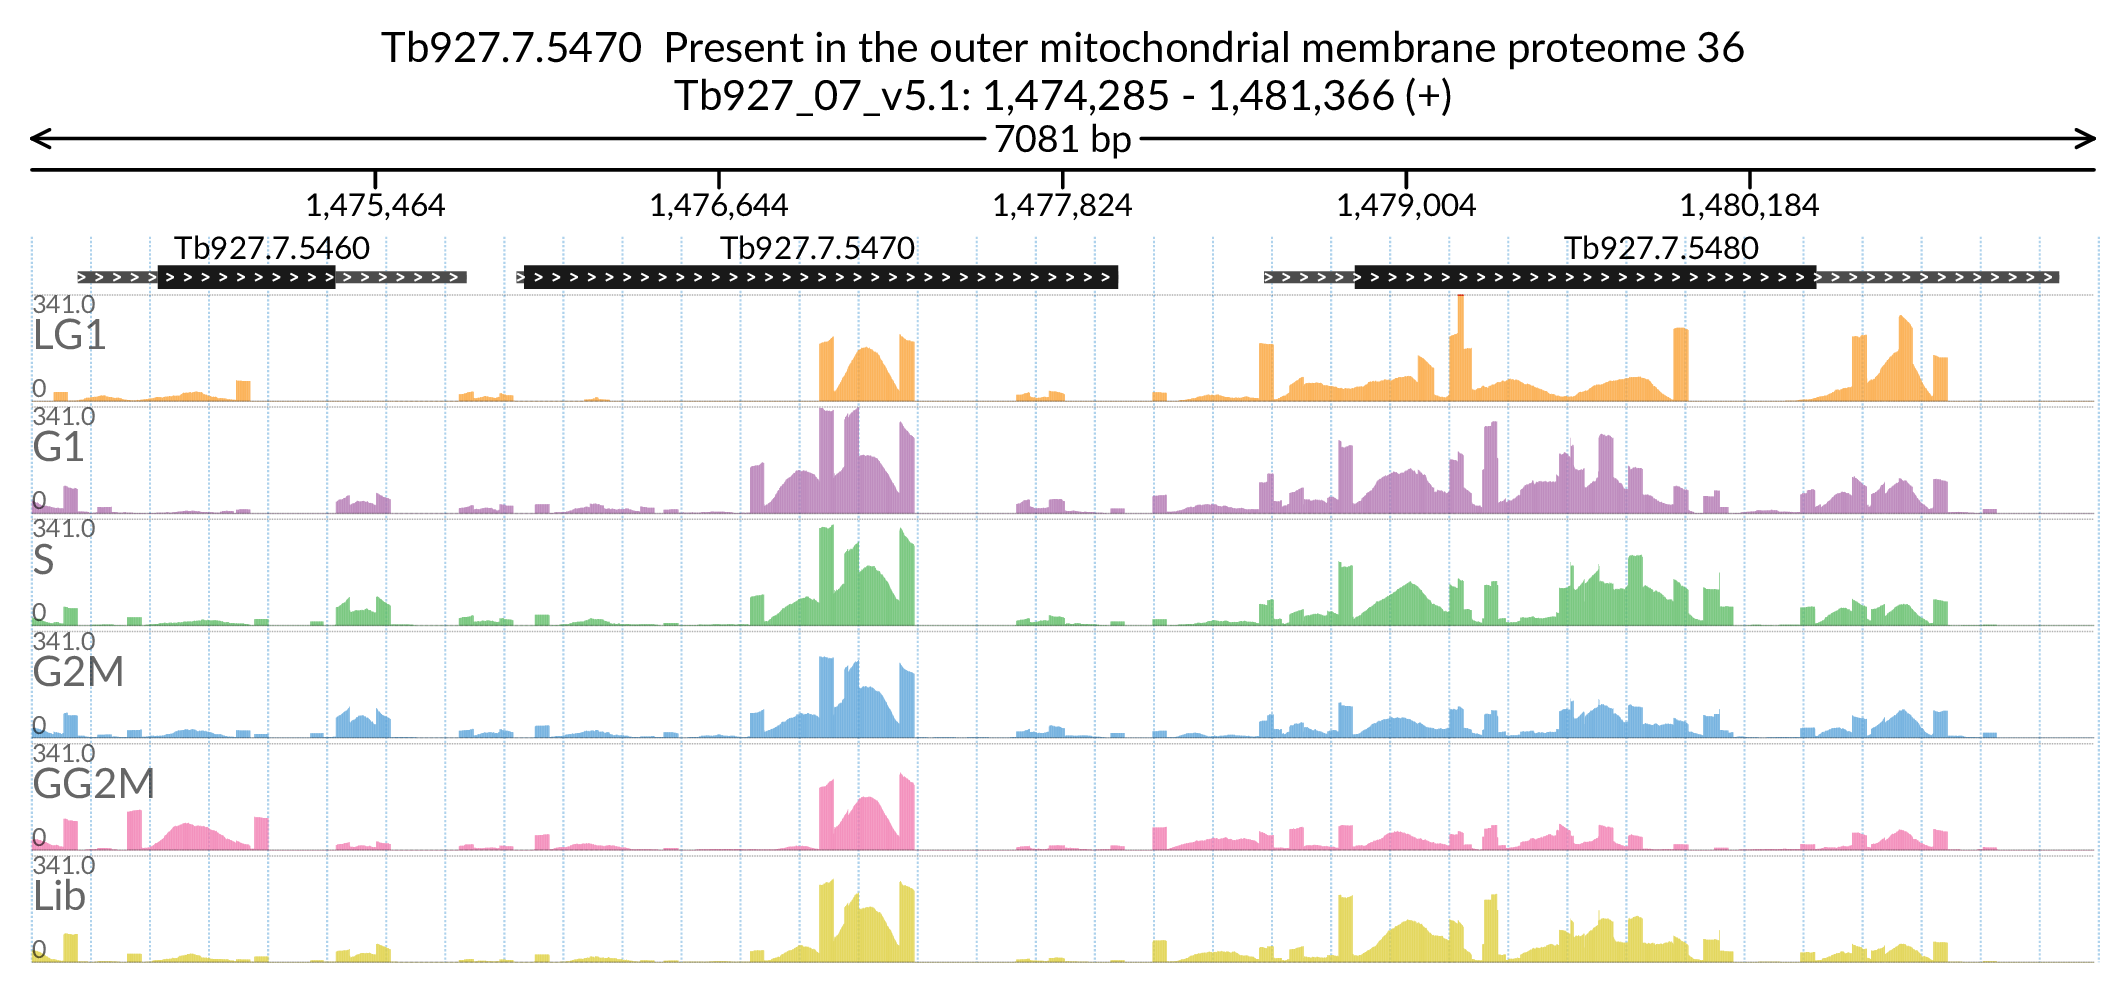 Tb927.7.5470  Present in the outer mitochondrial membrane proteome 36
Tb927_07_v5.1: 1,474,285 - 1,481,366 (+)
7081 bp
1,475,464 1,476,644 1,477,824 1,479,004 1,480,184
Tb927.7.5460 Tb927.7.5470 Tb927.7.5480
341.0
LG1
0
341.0
G1
0
341.0
S
0
341.0
G2M
0
341.0
GG2M
0
341.0
Lib
0